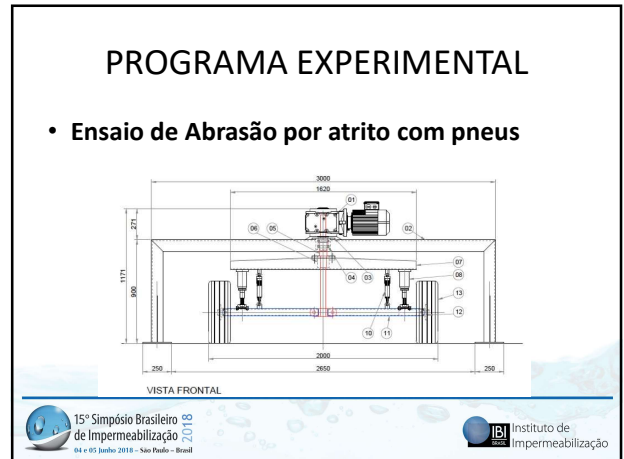 PROGRAMA EXPERIMENTAL
• Ensaio de Abrasão por atrito com pneus
3000
1620
01
271
06
05
02
07
08
04
03
1171
900
13
12
10
11
2000
250
2650
250
VISTA FRONTAL
15º Simpósio Brasileiro
de Impermeabilização
2018
04 e 05 Junho 2018 – São Paulo – Brasil
IBI
BRASIL
Instituto de
Impermeabilização